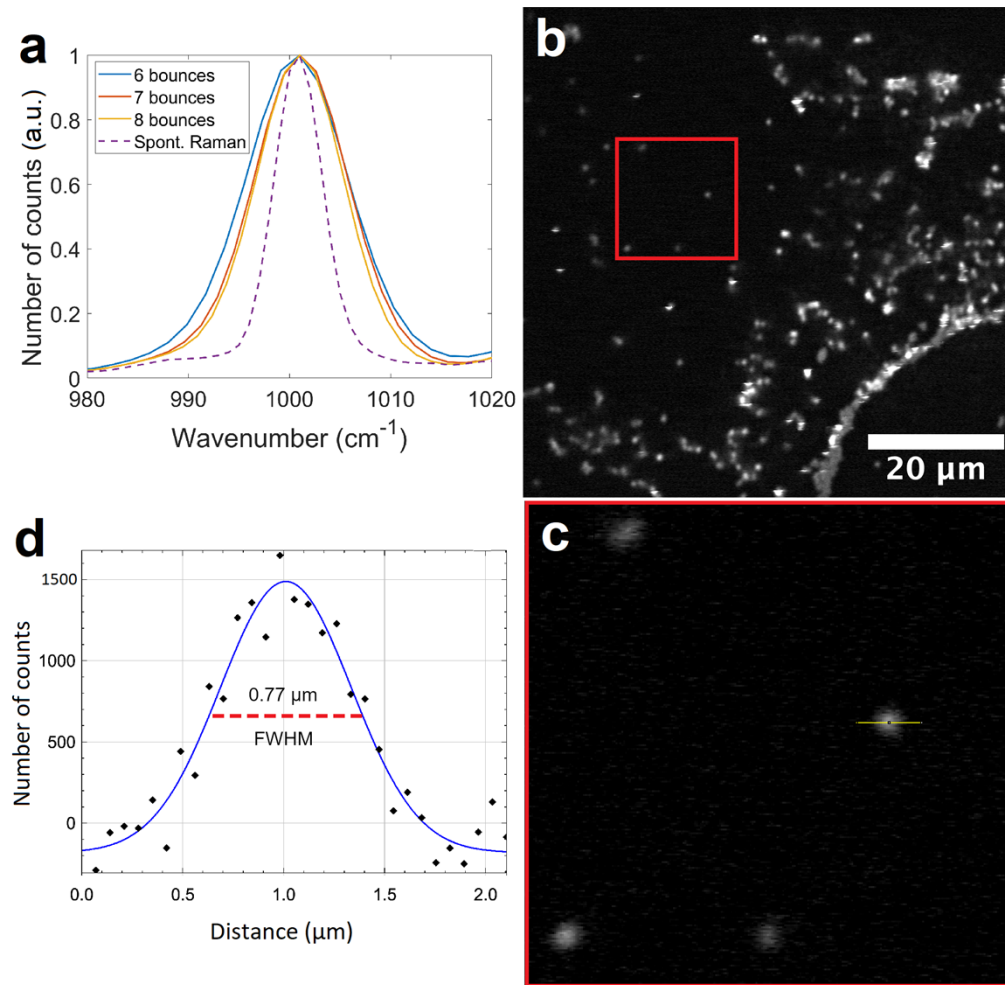 a
Number of counts (a.u.)
1
0.8
0.6
0.4
0.2
0
6 bounces
7 bounces
8 bounces
Spont. Raman
980
990
1000
1010
1020
Wavenumber (cm⁻¹)
b
20 µm
d
Number of counts
1500
1000
500
0
0.77 µm
FWHM
0.0
0.5
1.0
1.4
2.0
Distance (µm)
c